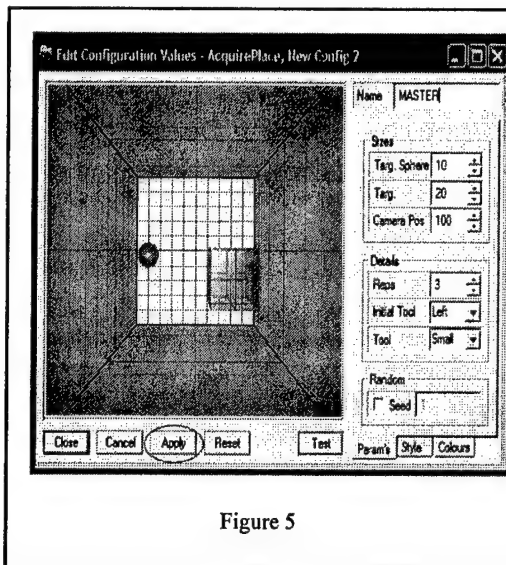 Edit Configuration Values - AcquirePlace, New Config 2
Name MASTER
Sizes
Targ. Sphere 10
Targ. 20
Camera Pos 100
Details
Reps 3
Initial Tool Left
Tool Small
Random
Seed 1
Close Cancel Apply Reset Test
Param's Style Colours
Figure 5